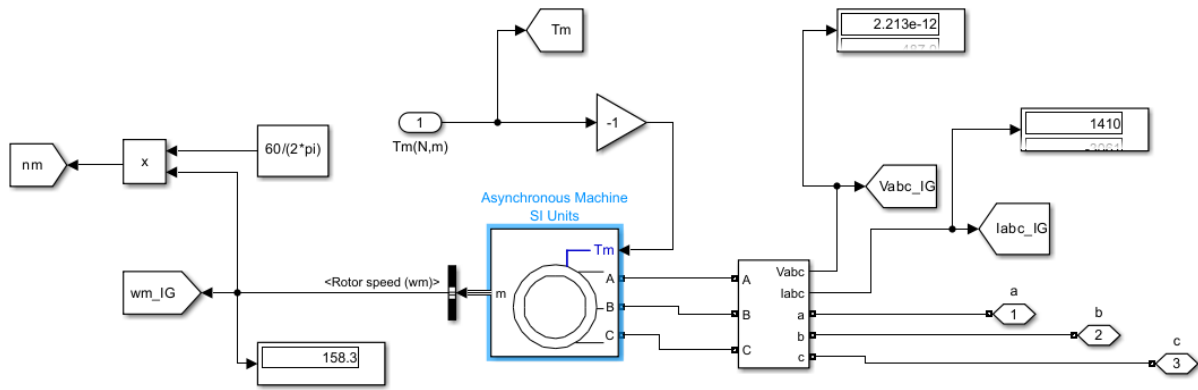 2.213e-12
Tm
1410
1
-1
Tm(N,m)
60/(2*pi)
x
nm
Vabc_IG
Asynchronous Machine
SI Units
Iabc_IG
Tm
Vabc
A
A
<Rotor speed (wm)>
m
Iabc
wm_IG
a
B
B
a
1
b
b
2
C
C
c
c
3
158.3